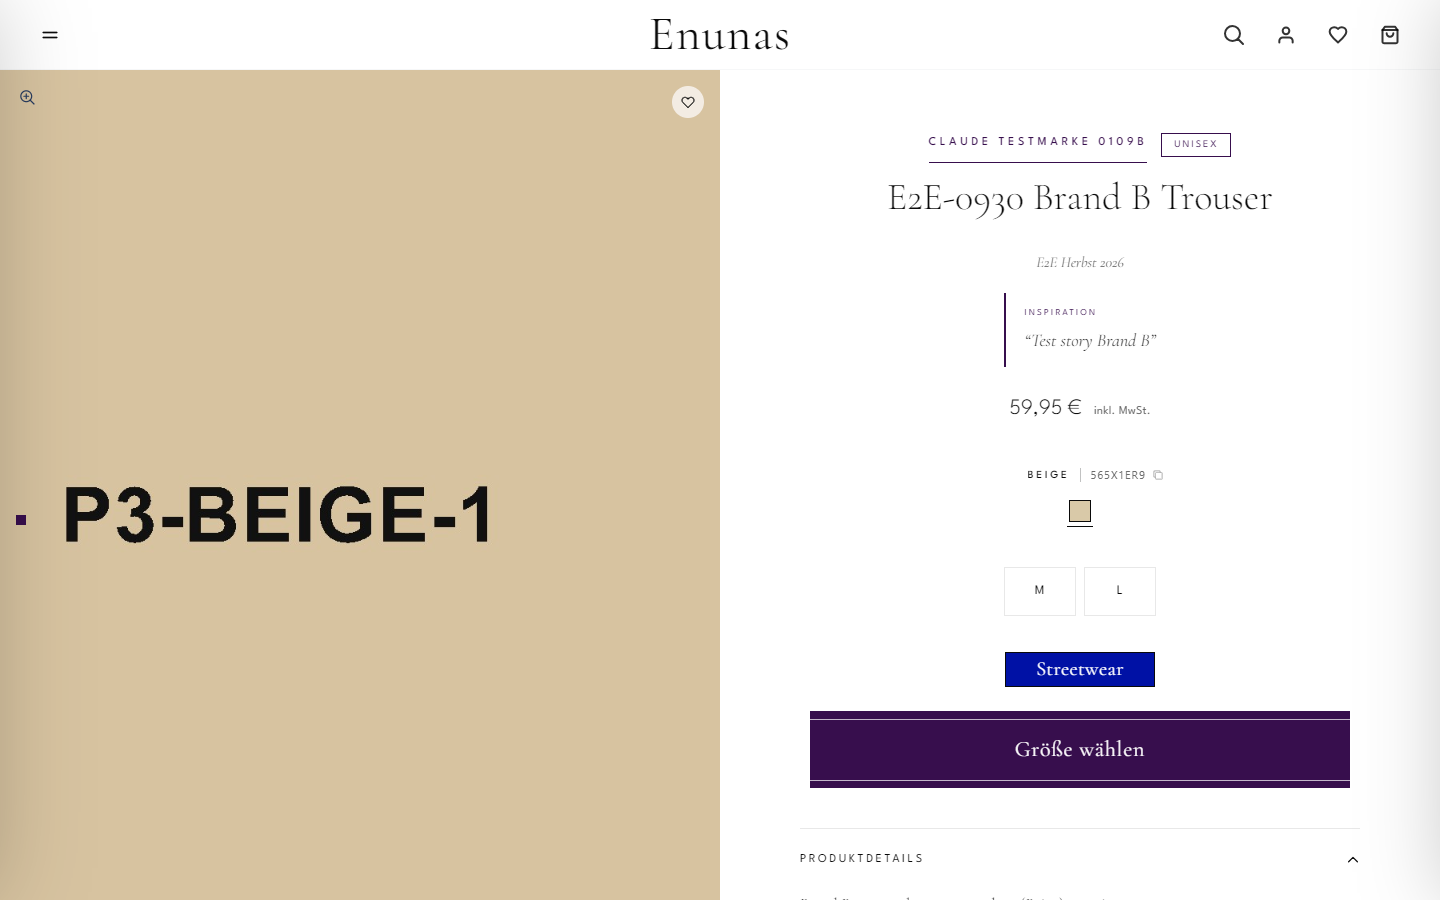 Enunas
P3-BEIGE-1
CLAUDE TESTMARKE 0109B
UNISEX
E2E-0930 Brand B Trouser
E2E Herbst 2026
INSPIRATION
“Test story Brand B”
59,95 € inkl. MwSt.
BEIGE | 565X1ER9
M
L
Streetwear
Größe wählen
PRODUKTDETAILS